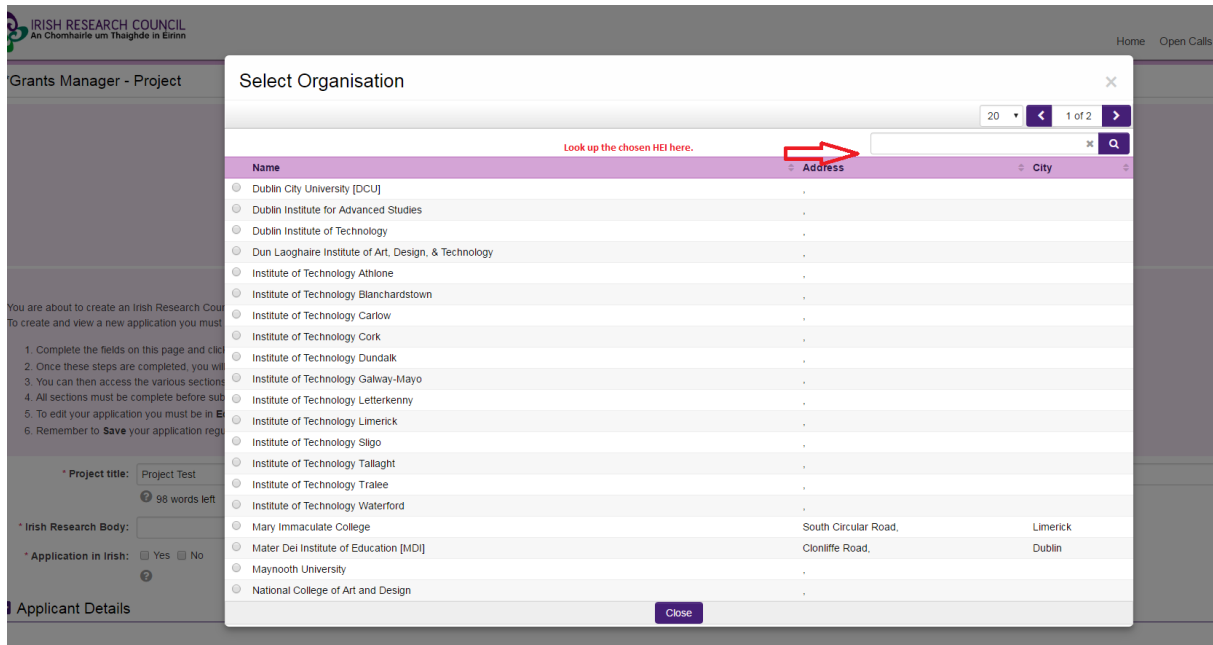 IRISH RESEARCH COUNCIL
An Chomhairle um Thaighde in Éirinn
Home Open Calls
Grants Manager - Project
Select Organisation
×
20 1 of 2
Look up the chosen HEI here.
Name Address City
Dublin City University [DCU] ,
Dublin Institute for Advanced Studies ,
Dublin Institute of Technology ,
Dun Laoghaire Institute of Art, Design, & Technology ,
Institute of Technology Athlone ,
Institute of Technology Blanchardstown ,
Institute of Technology Carlow ,
Institute of Technology Cork ,
Institute of Technology Dundalk ,
Institute of Technology Galway-Mayo ,
Institute of Technology Letterkenny ,
Institute of Technology Limerick ,
Institute of Technology Sligo ,
Institute of Technology Tallaght ,
Institute of Technology Tralee ,
Institute of Technology Waterford ,
Mary Immaculate College South Circular Road, Limerick
Mater Dei Institute of Education [MDI] Clonliffe Road, Dublin
Maynooth University ,
National College of Art and Design ,
Close
You are about to create an Irish Research Cour
To create and view a new application you must
1. Complete the fields on this page and clic
2. Once these steps are completed, you wil
3. You can then access the various sections
4. All sections must be complete before sub
5. To edit your application you must be in E
6. Remember to Save your application regu
* Project title: Project Test
98 words left
* Irish Research Body:
* Application in Irish: Yes No
Applicant Details